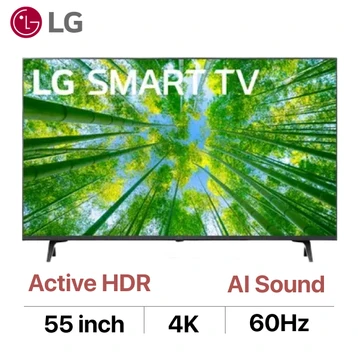 LG
LG SMART TV
Active HDR
AI Sound
55 inch
4K
60Hz